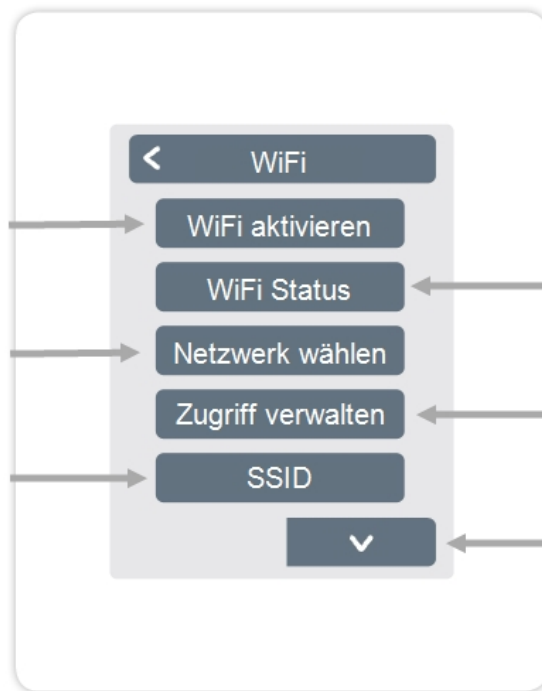 WiFi
WiFi aktivieren
WiFi Status
Netzwerk wählen
Zugriff verwalten
SSID